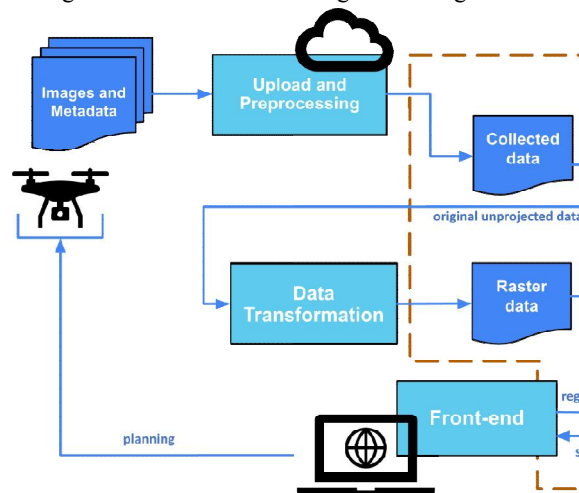 Images and
Metadata
Upload and
Preprocessing
Collected
data
original unprojected data
Data
Transformation
Raster
data
Front-end
planning